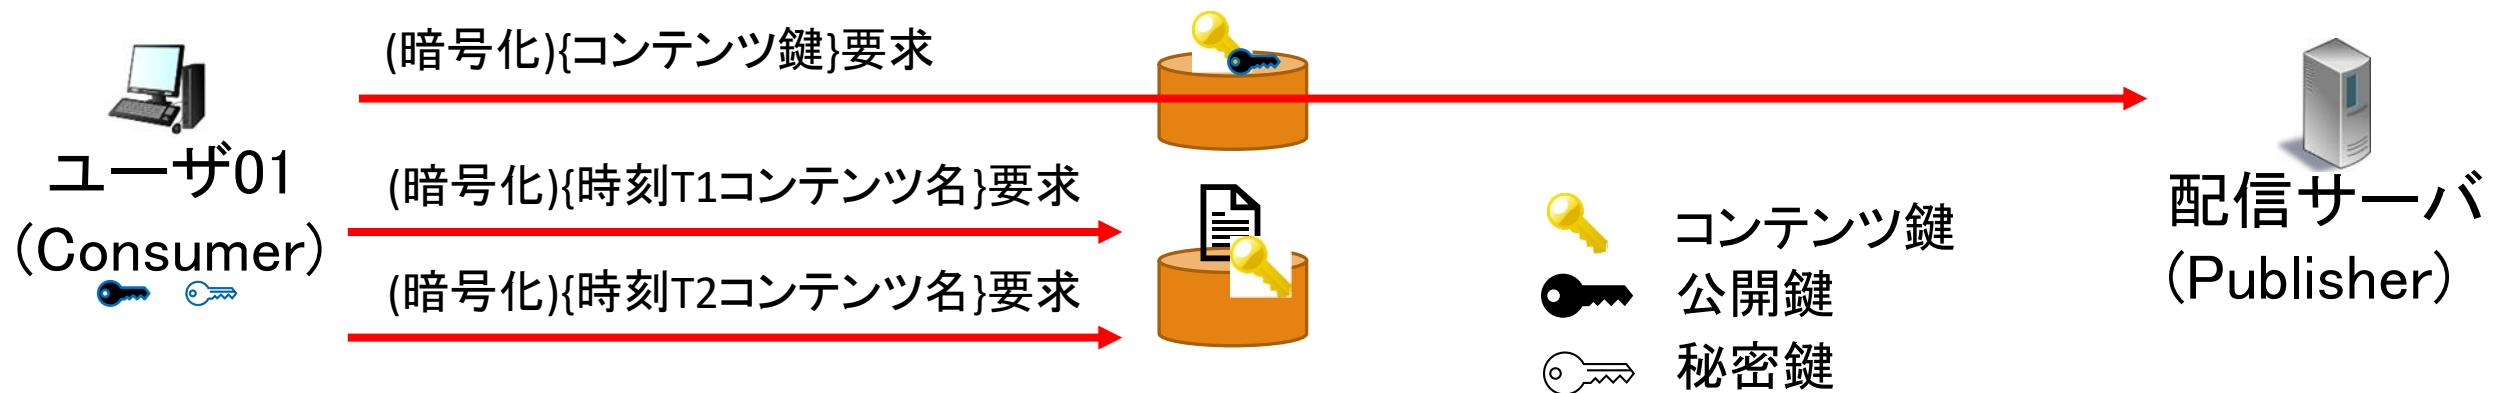 (暗号化){コンテンツ鍵}要求
ユーザ01
(Consumer)
(暗号化){時刻T1コンテンツ名}要求
(暗号化){時刻T2コンテンツ名}要求
コンテンツ鍵
公開鍵
秘密鍵
配信サーバ
(Publisher)